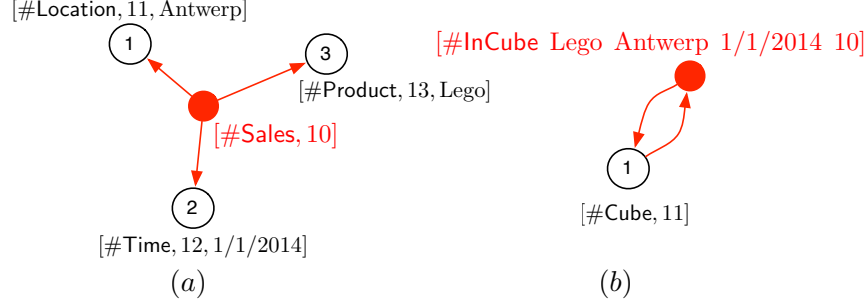 [#Location, 11, Antwerp]
1
3
[#Product, 13, Lego]
[#Sales, 10]
2
[#Time, 12, 1/1/2014]
(a)
[#InCube Lego Antwerp 1/1/2014 10]
1
[#Cube, 11]
(b)